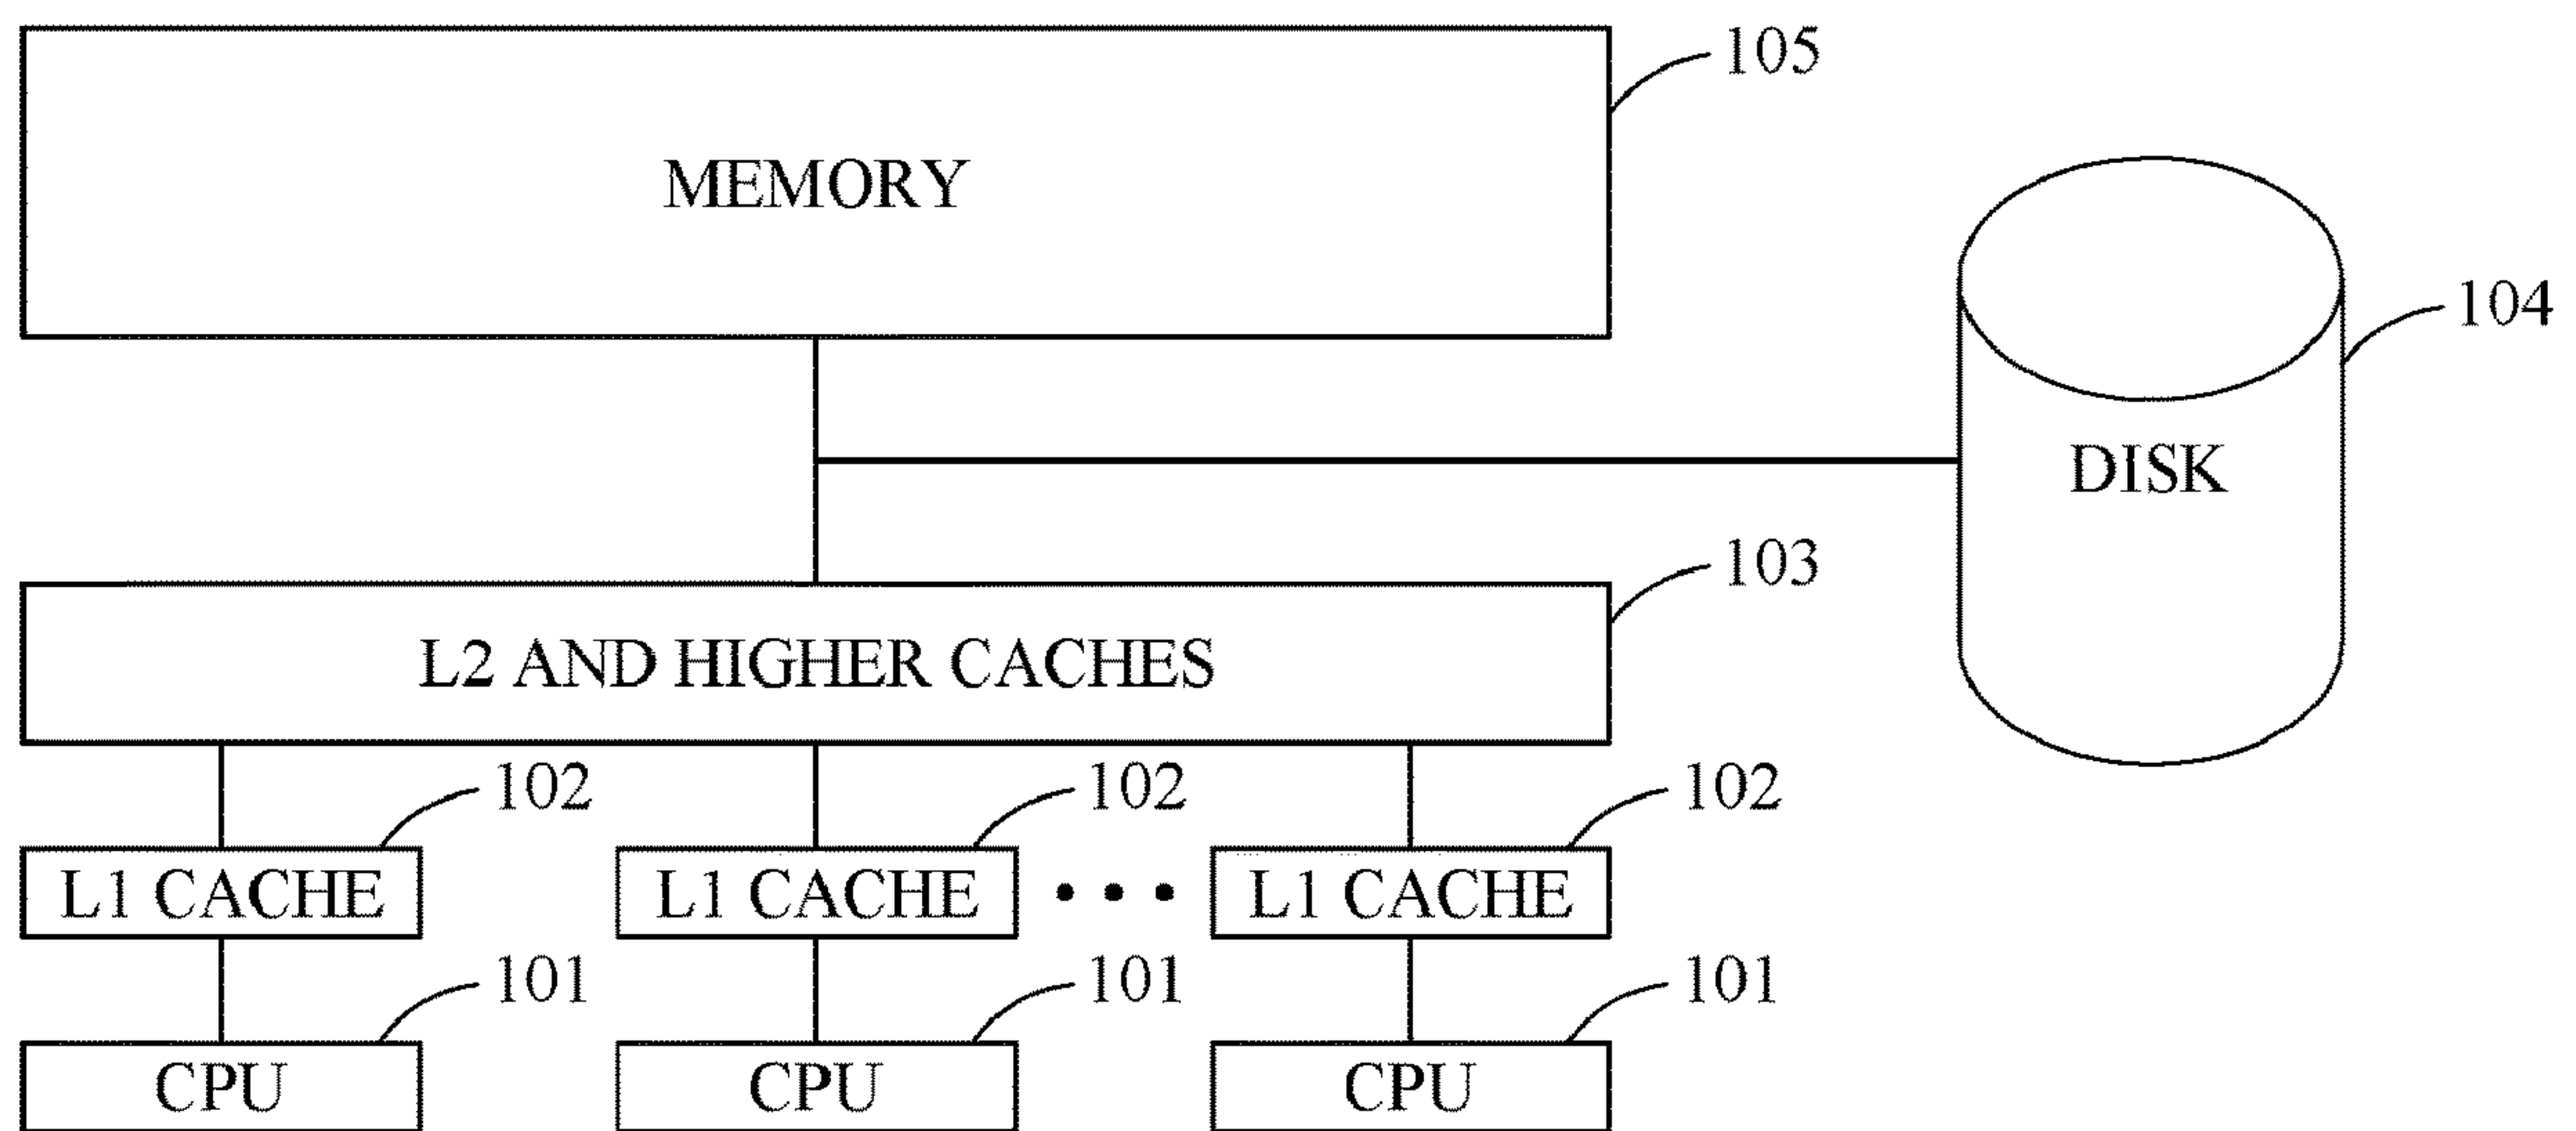 105
MEMORY
104
DISK
103
L2 AND HIGHER CACHES
102 102 102
L1 CACHE L1 CACHE • • • L1 CACHE
101 101 101
CPU CPU CPU